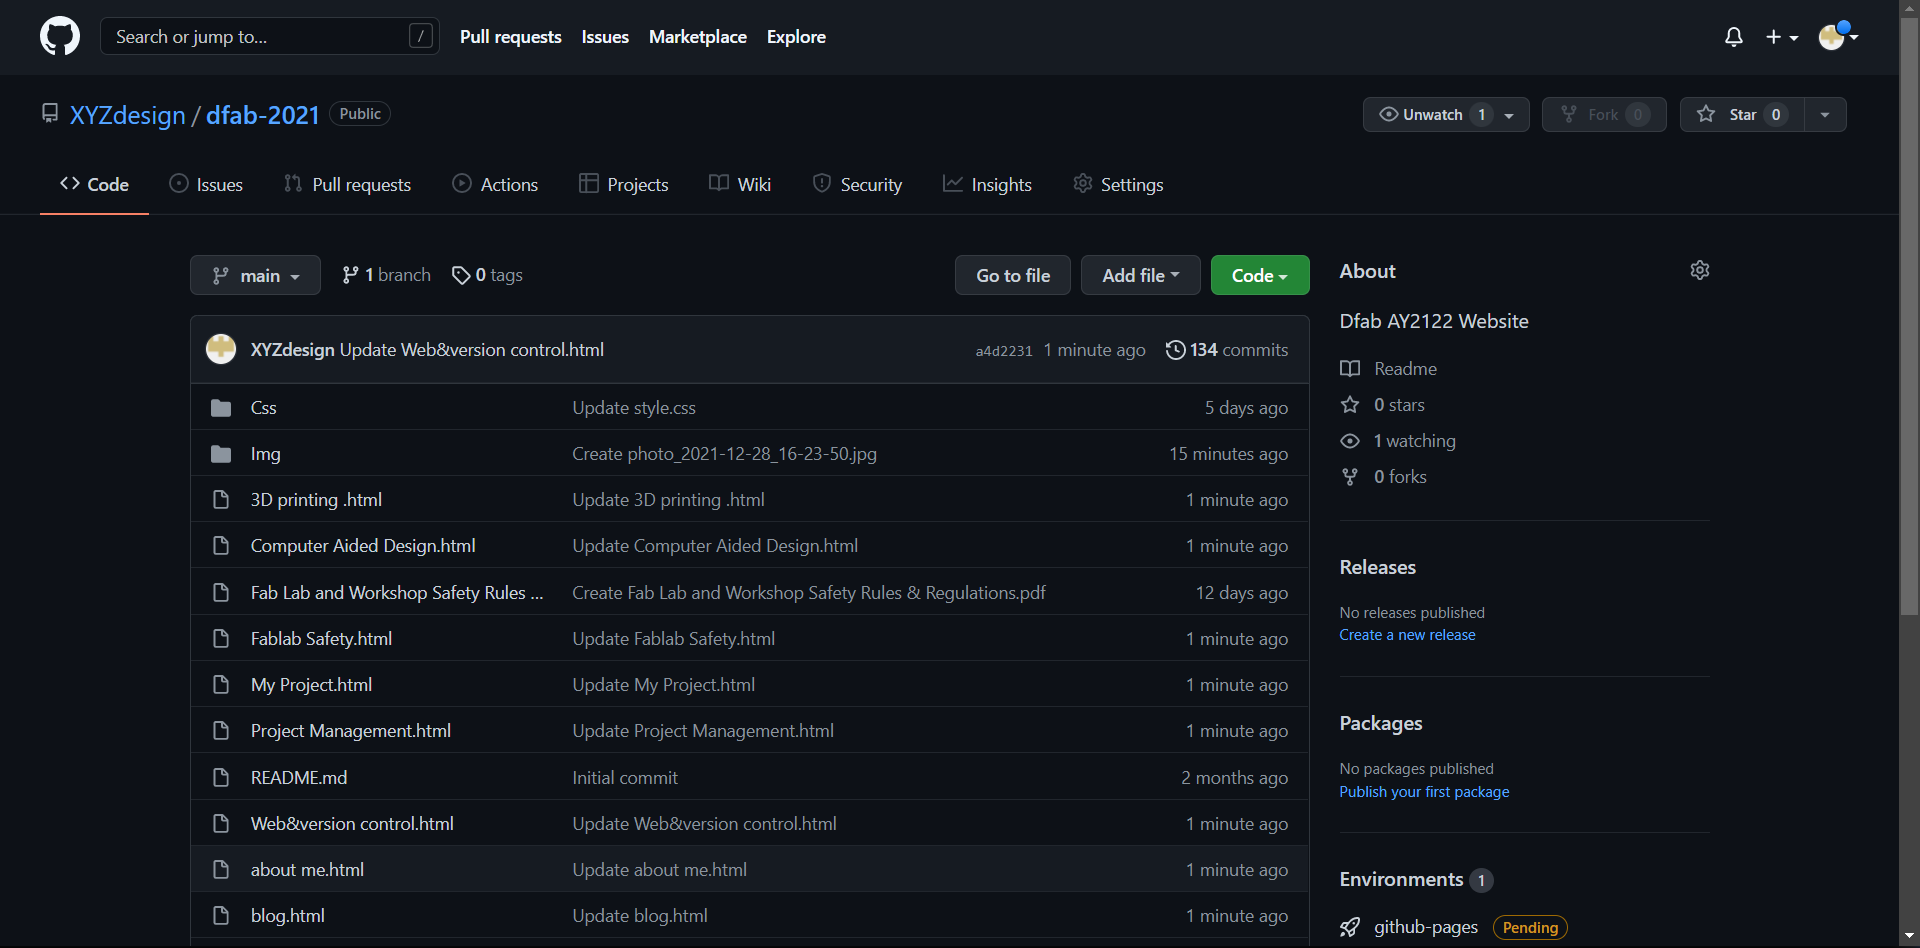 Search or jump to... /
Pull requests Issues Marketplace Explore
XYZdesign / dfab-2021 Public
Unwatch 1 Fork 0 Star 0
Code Issues Pull requests Actions Projects Wiki Security Insights Settings
main 1 branch 0 tags
Go to file Add file Code
XYZdesign Update Web&version control.html a4d2231 1 minute ago 134 commits
Css Update style.css 5 days ago
Img Create photo_2021-12-28_16-23-50.jpg 15 minutes ago
3D printing .html Update 3D printing .html 1 minute ago
Computer Aided Design.html Update Computer Aided Design.html 1 minute ago
Fab Lab and Workshop Safety Rules ... Create Fab Lab and Workshop Safety Rules & Regulations.pdf 12 days ago
Fablab Safety.html Update Fablab Safety.html 1 minute ago
My Project.html Update My Project.html 1 minute ago
Project Management.html Update Project Management.html 1 minute ago
README.md Initial commit 2 months ago
Web&version control.html Update Web&version control.html 1 minute ago
about me.html Update about me.html 1 minute ago
blog.html Update blog.html 1 minute ago
About
Dfab AY2122 Website
Readme
0 stars
1 watching
0 forks
Releases
No releases published
Create a new release
Packages
No packages published
Publish your first package
Environments 1
github-pages Pending